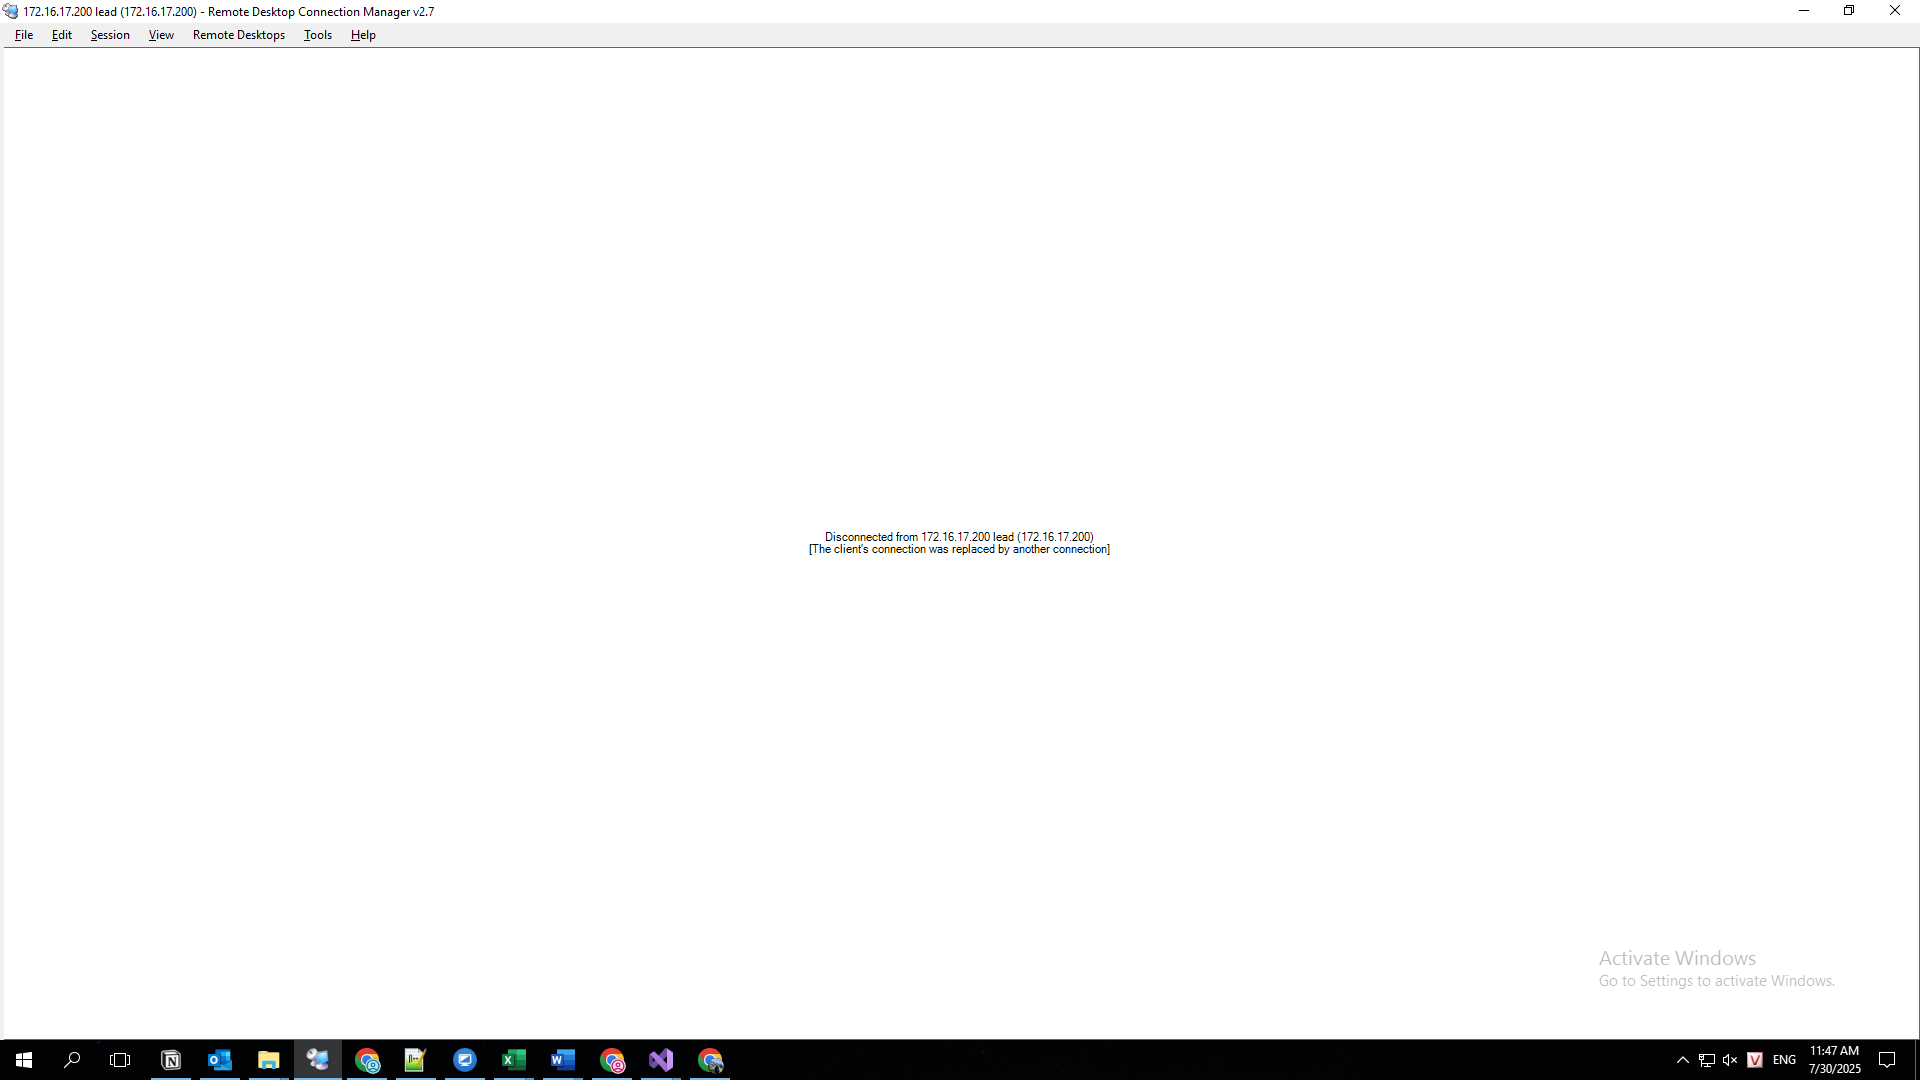 172.16.17.200 lead (172.16.17.200) - Remote Desktop Connection Manager v2.7
File Edit Session View Remote Desktops Tools Help
Disconnected from 172.16.17.200 lead (172.16.17.200)
[The client's connection was replaced by another connection]
Activate Windows
Go to Settings to activate Windows.
ENG
11:47 AM
7/30/2025